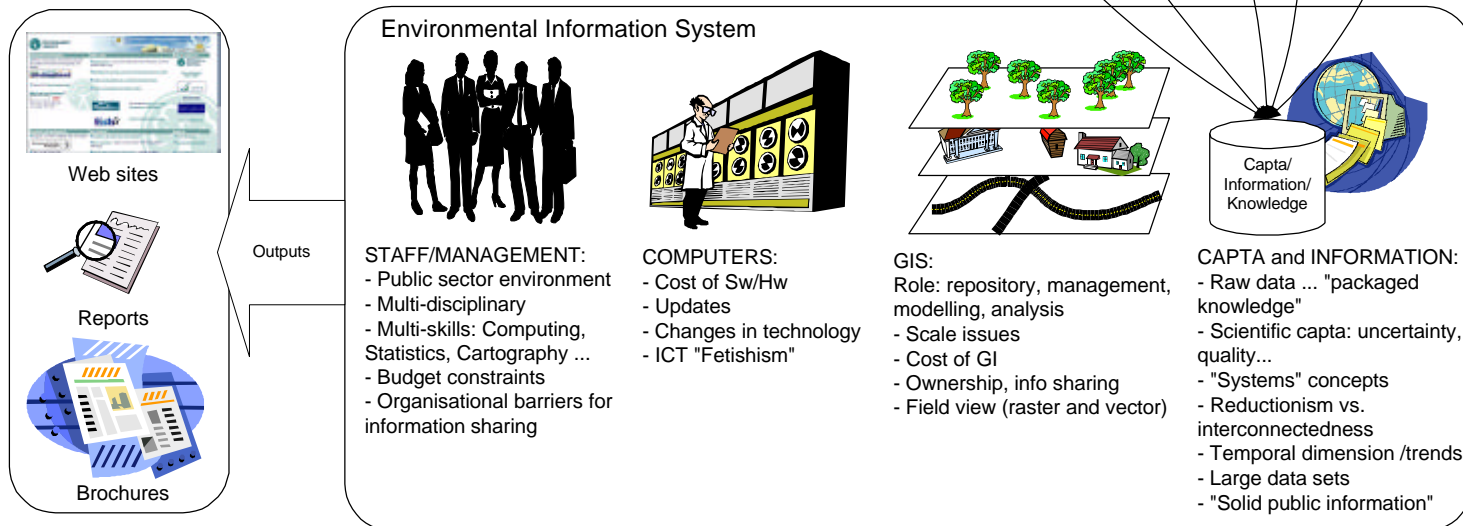 Environmental Information System
Web sites
Reports
Brochures
Outputs
STAFF/MANAGEMENT:
- Public sector environment
- Multi-disciplinary
- Multi-skills: Computing,
Statistics, Cartography ...
- Budget constraints
- Organisational barriers for
information sharing
COMPUTERS:
- Cost of Sw/Hw
- Updates
- Changes in technology
- ICT "Fetishism"
GIS:
Role: repository, management,
modelling, analysis
- Scale issues
- Cost of GI
- Ownership, info sharing
- Field view (raster and vector)
Capta/
Information/
Knowledge
CAPTA and INFORMATION:
- Raw data ... "packaged
knowledge"
- Scientific capta: uncertainty,
quality...
- "Systems" concepts
- Reductionism vs.
interconnectedness
- Temporal dimension /trends
- Large data sets
- "Solid public information"